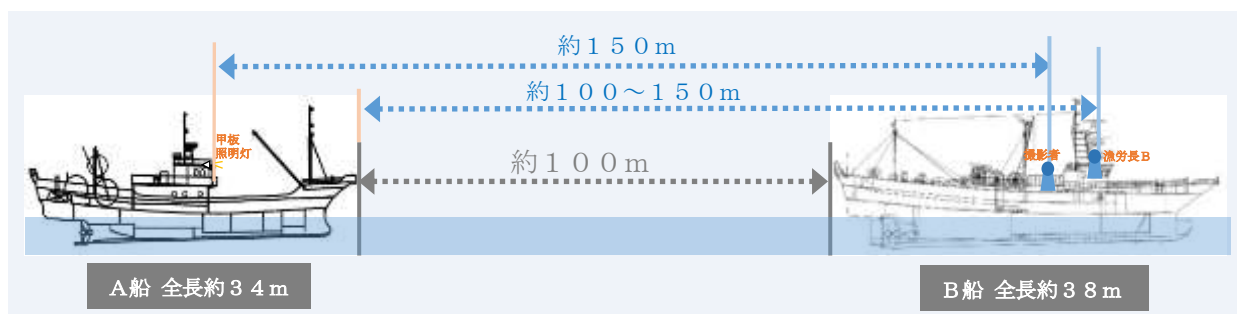 約１５０ｍ
約１００～１５０ｍ
甲板
照明灯
約１００ｍ
撮影者
漁労長Ｂ
Ａ船 全長約３４ｍ
Ｂ船 全長約３８ｍ